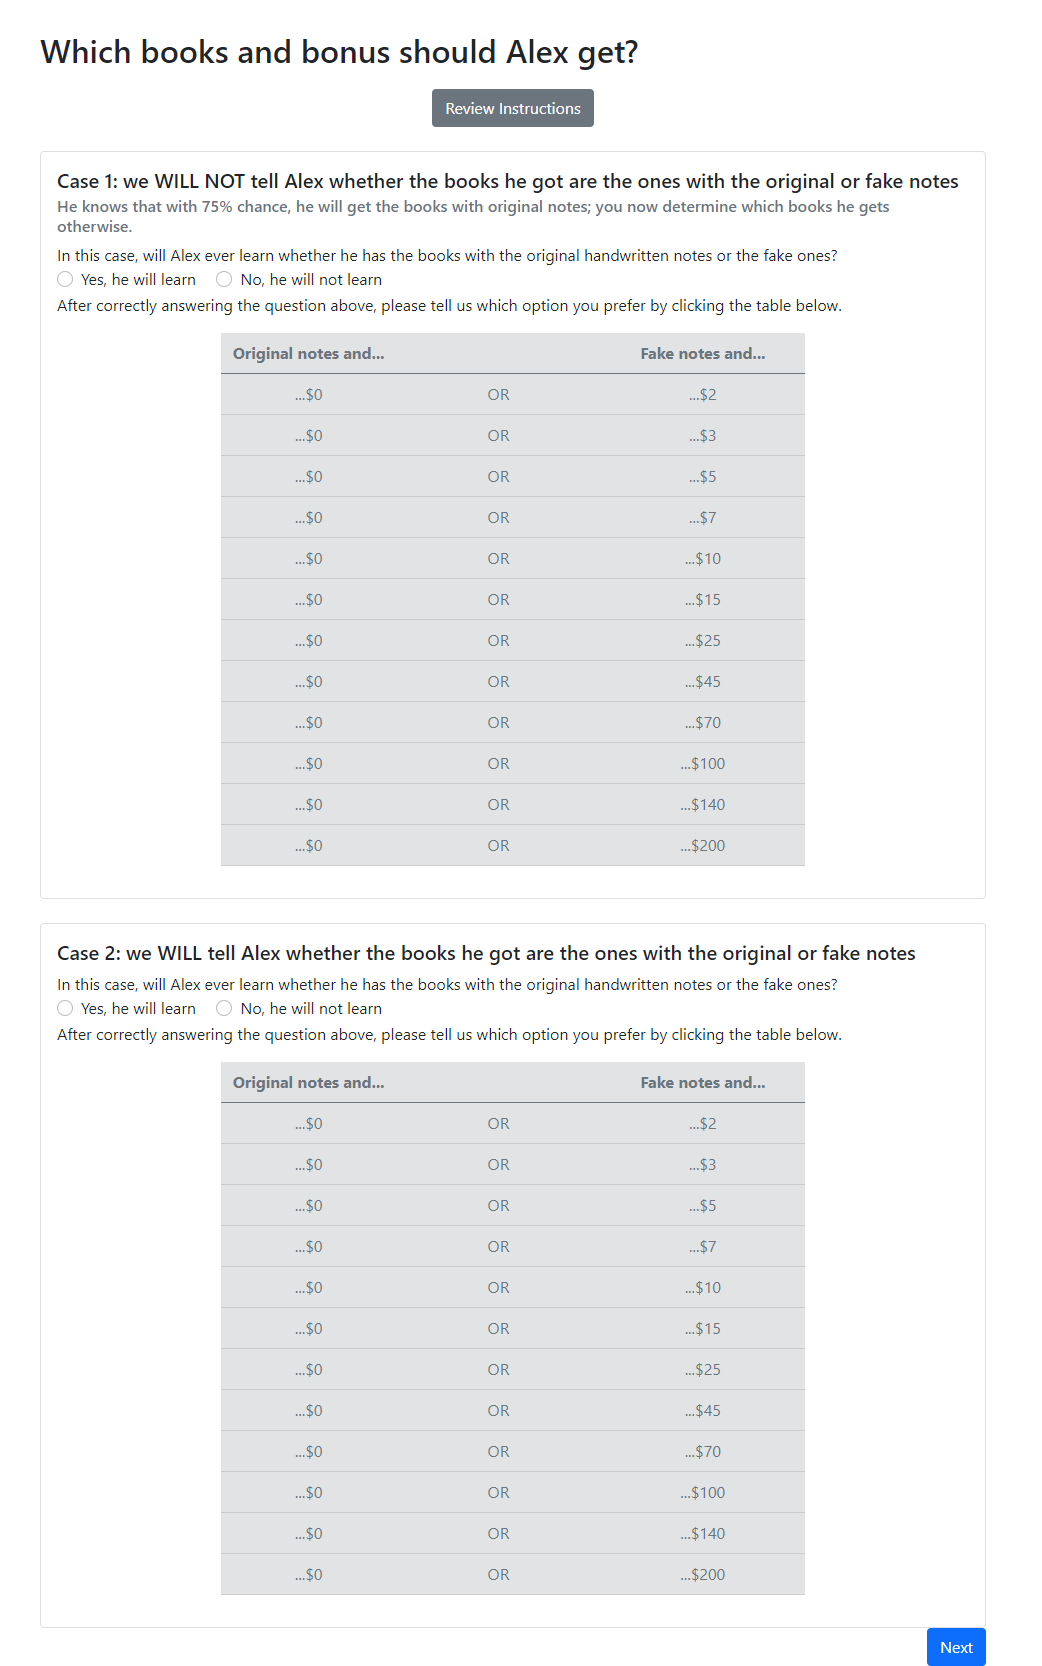 Which books and bonus should Alex get?
Review Instructions
Case 1: we WILL NOT tell Alex whether the books he got are the ones with the original or fake notes
He knows that with 75% chance, he will get the books with original notes; you now determine which books he gets
otherwise.
In this case, will Alex ever learn whether he has the books with the original handwritten notes or the fake ones?
Yes, he will learn No, he will not learn
After correctly answering the question above, please tell us which option you prefer by clicking the table below.
Original notes and... Fake notes and...
...$0 OR ...$2
...$0 OR ...$3
...$0 OR ...$5
...$0 OR ...$7
...$0 OR ...$10
...$0 OR ...$15
...$0 OR ...$25
...$0 OR ...$45
...$0 OR ...$70
...$0 OR ...$100
...$0 OR ...$140
...$0 OR ...$200
Case 2: we WILL tell Alex whether the books he got are the ones with the original or fake notes
In this case, will Alex ever learn whether he has the books with the original handwritten notes or the fake ones?
Yes, he will learn No, he will not learn
After correctly answering the question above, please tell us which option you prefer by clicking the table below.
Original notes and... Fake notes and...
...$0 OR ...$2
...$0 OR ...$3
...$0 OR ...$5
...$0 OR ...$7
...$0 OR ...$10
...$0 OR ...$15
...$0 OR ...$25
...$0 OR ...$45
...$0 OR ...$70
...$0 OR ...$100
...$0 OR ...$140
...$0 OR ...$200
Next